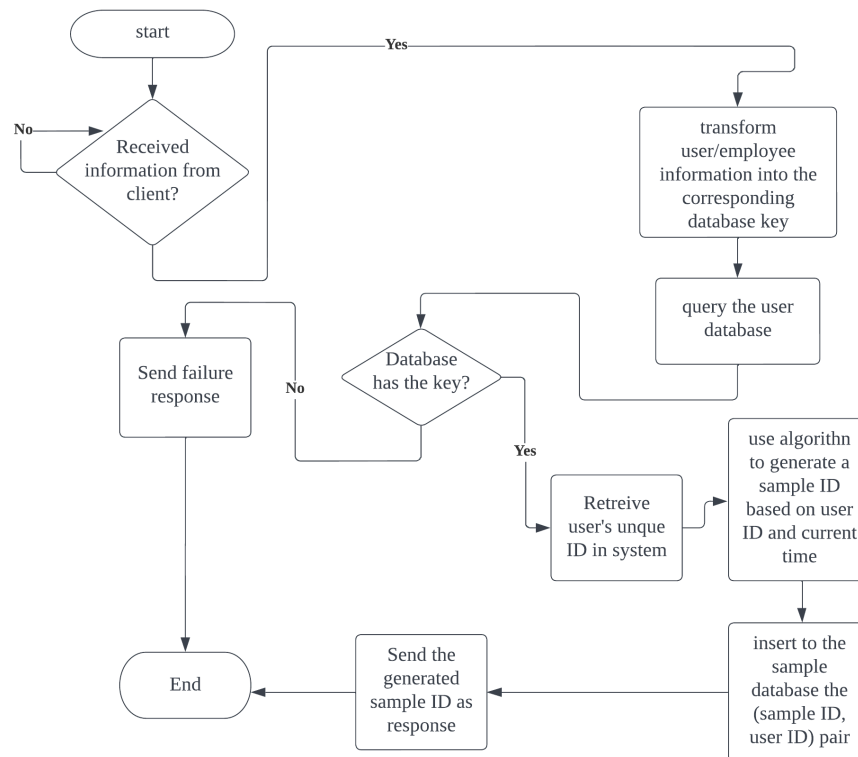 start
Yes
No
Received
information from
client?
transform
user/employee
information into the
corresponding
database key
query the user
database
Database
has the key?
No
Send failure
response
Yes
Retreive
user's unque
ID in system
use algorithn
to generate a
sample ID
based on user
ID and current
time
insert to the
sample
database the
(sample ID,
user ID) pair
Send the
generated
sample ID as
response
End